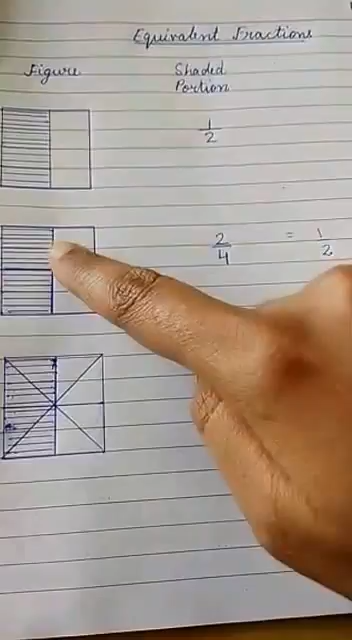 Equivalent Fractions
Figure Shaded Portion
1/2
2/4 = 1/2